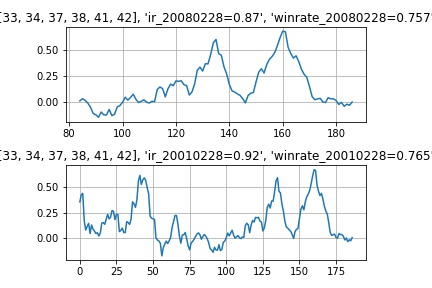 [33, 34, 37, 38, 41, 42], 'ir_20080228=0.87', 'winrate_20080228=0.757'
0.50
0.25
0.00
80 100 120 140 160 180
[33, 34, 37, 38, 41, 42], 'ir_20010228=0.92', 'winrate_20010228=0.765'
0.50
0.25
0.00
0 25 50 75 100 125 150 175